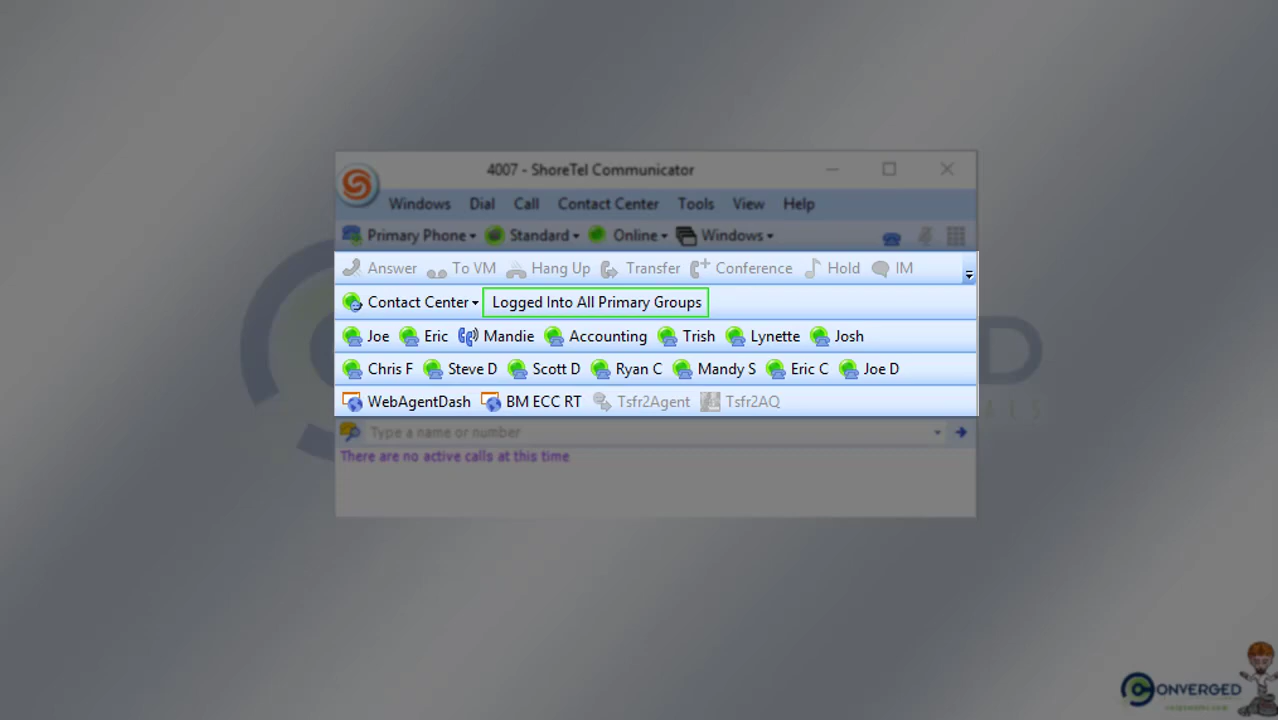 4007 - ShoreTel Communicator
Windows Dial Call Contact Center Tools View Help
Primary Phone Standard Online Windows
Answer To VM Hang Up Transfer Conference Hold IM
Contact Center Logged Into All Primary Groups
Joe Eric Mandie Accounting Trish Lynette Josh
Chris F Steve D Scott D Ryan C Mandy S Eric C Joe D
WebAgentDash BM ECC RT Tsfr2Agent Tsfr2AQ
Type a name or number
There are no active calls at this time
ONVERGED